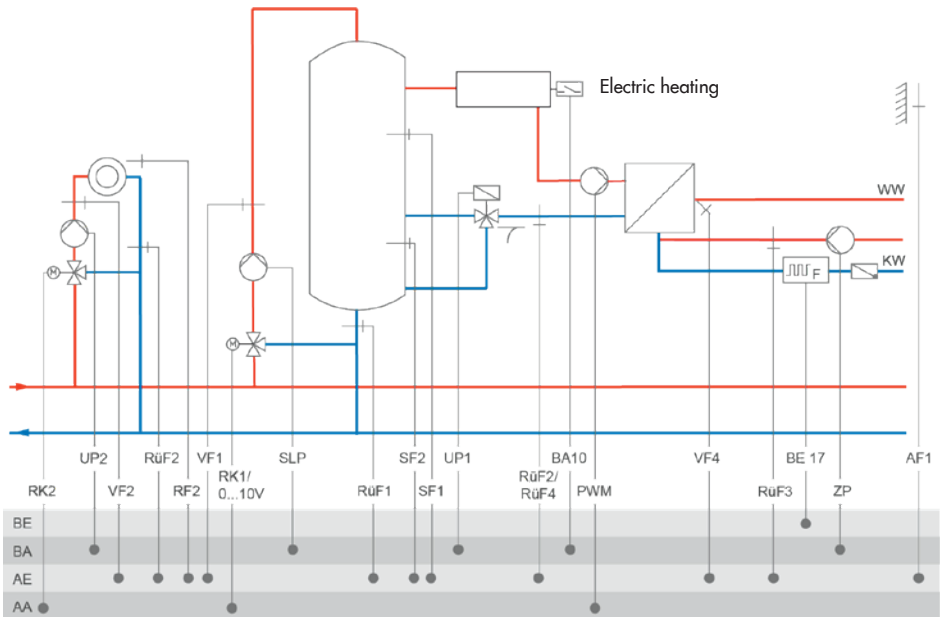 Electric heating
WW
KW
F
M
M
UP2 RüF2 VF1 SLP SF2 UP1 BA10 VF4 BE 17 AF1
RK2 VF2 RF2 RK1/ RüF1 SF1 RüF2/ PWM RüF3 ZP
0...10V RüF4
BE
BA
AE
AA